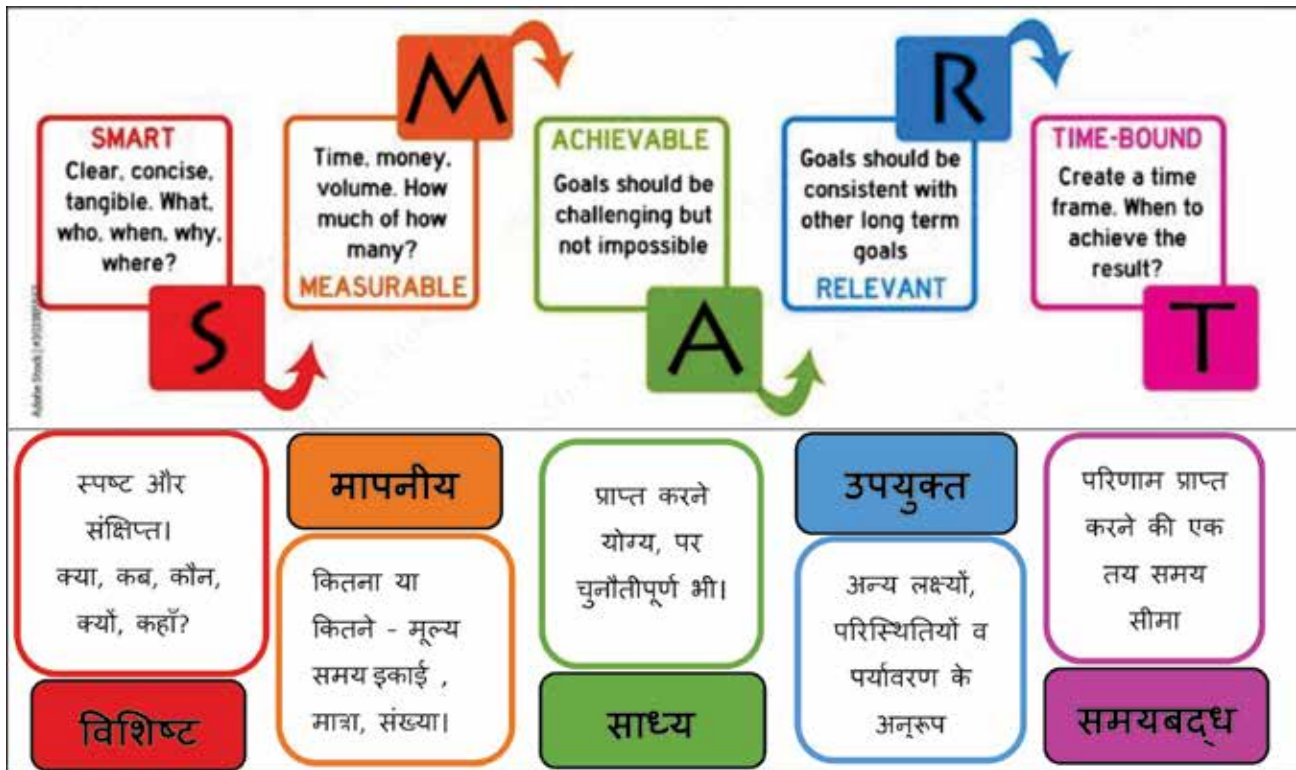 SMART
Clear, concise,
tangible. What,
who, when, why,
where?
S
M
Time, money,
volume. How
much of how
many?
MEASURABLE
ACHIEVABLE
Goals should be
challenging but
not impossible
A
R
Goals should be
consistent with
other long term
goals
RELEVANT
TIME-BOUND
Create a time
frame. When to
achieve the
result?
T
Adobe Stock
स्पष्ट और
संक्षिप्त।
क्या, कब, कौन,
क्यों, कहाँ?
विशिष्ट
मापनीय
कितना या
कितने - मूल्य
समय इकाई ,
मात्रा, संख्या।
प्राप्त करने
योग्य, पर
चुनौतीपूर्ण भी।
साध्य
उपयुक्त
अन्य लक्ष्यों,
परिस्थितियों व
पर्यावरण के
अनुरूप
परिणाम प्राप्त
करने की एक
तय समय
सीमा
समयबद्ध